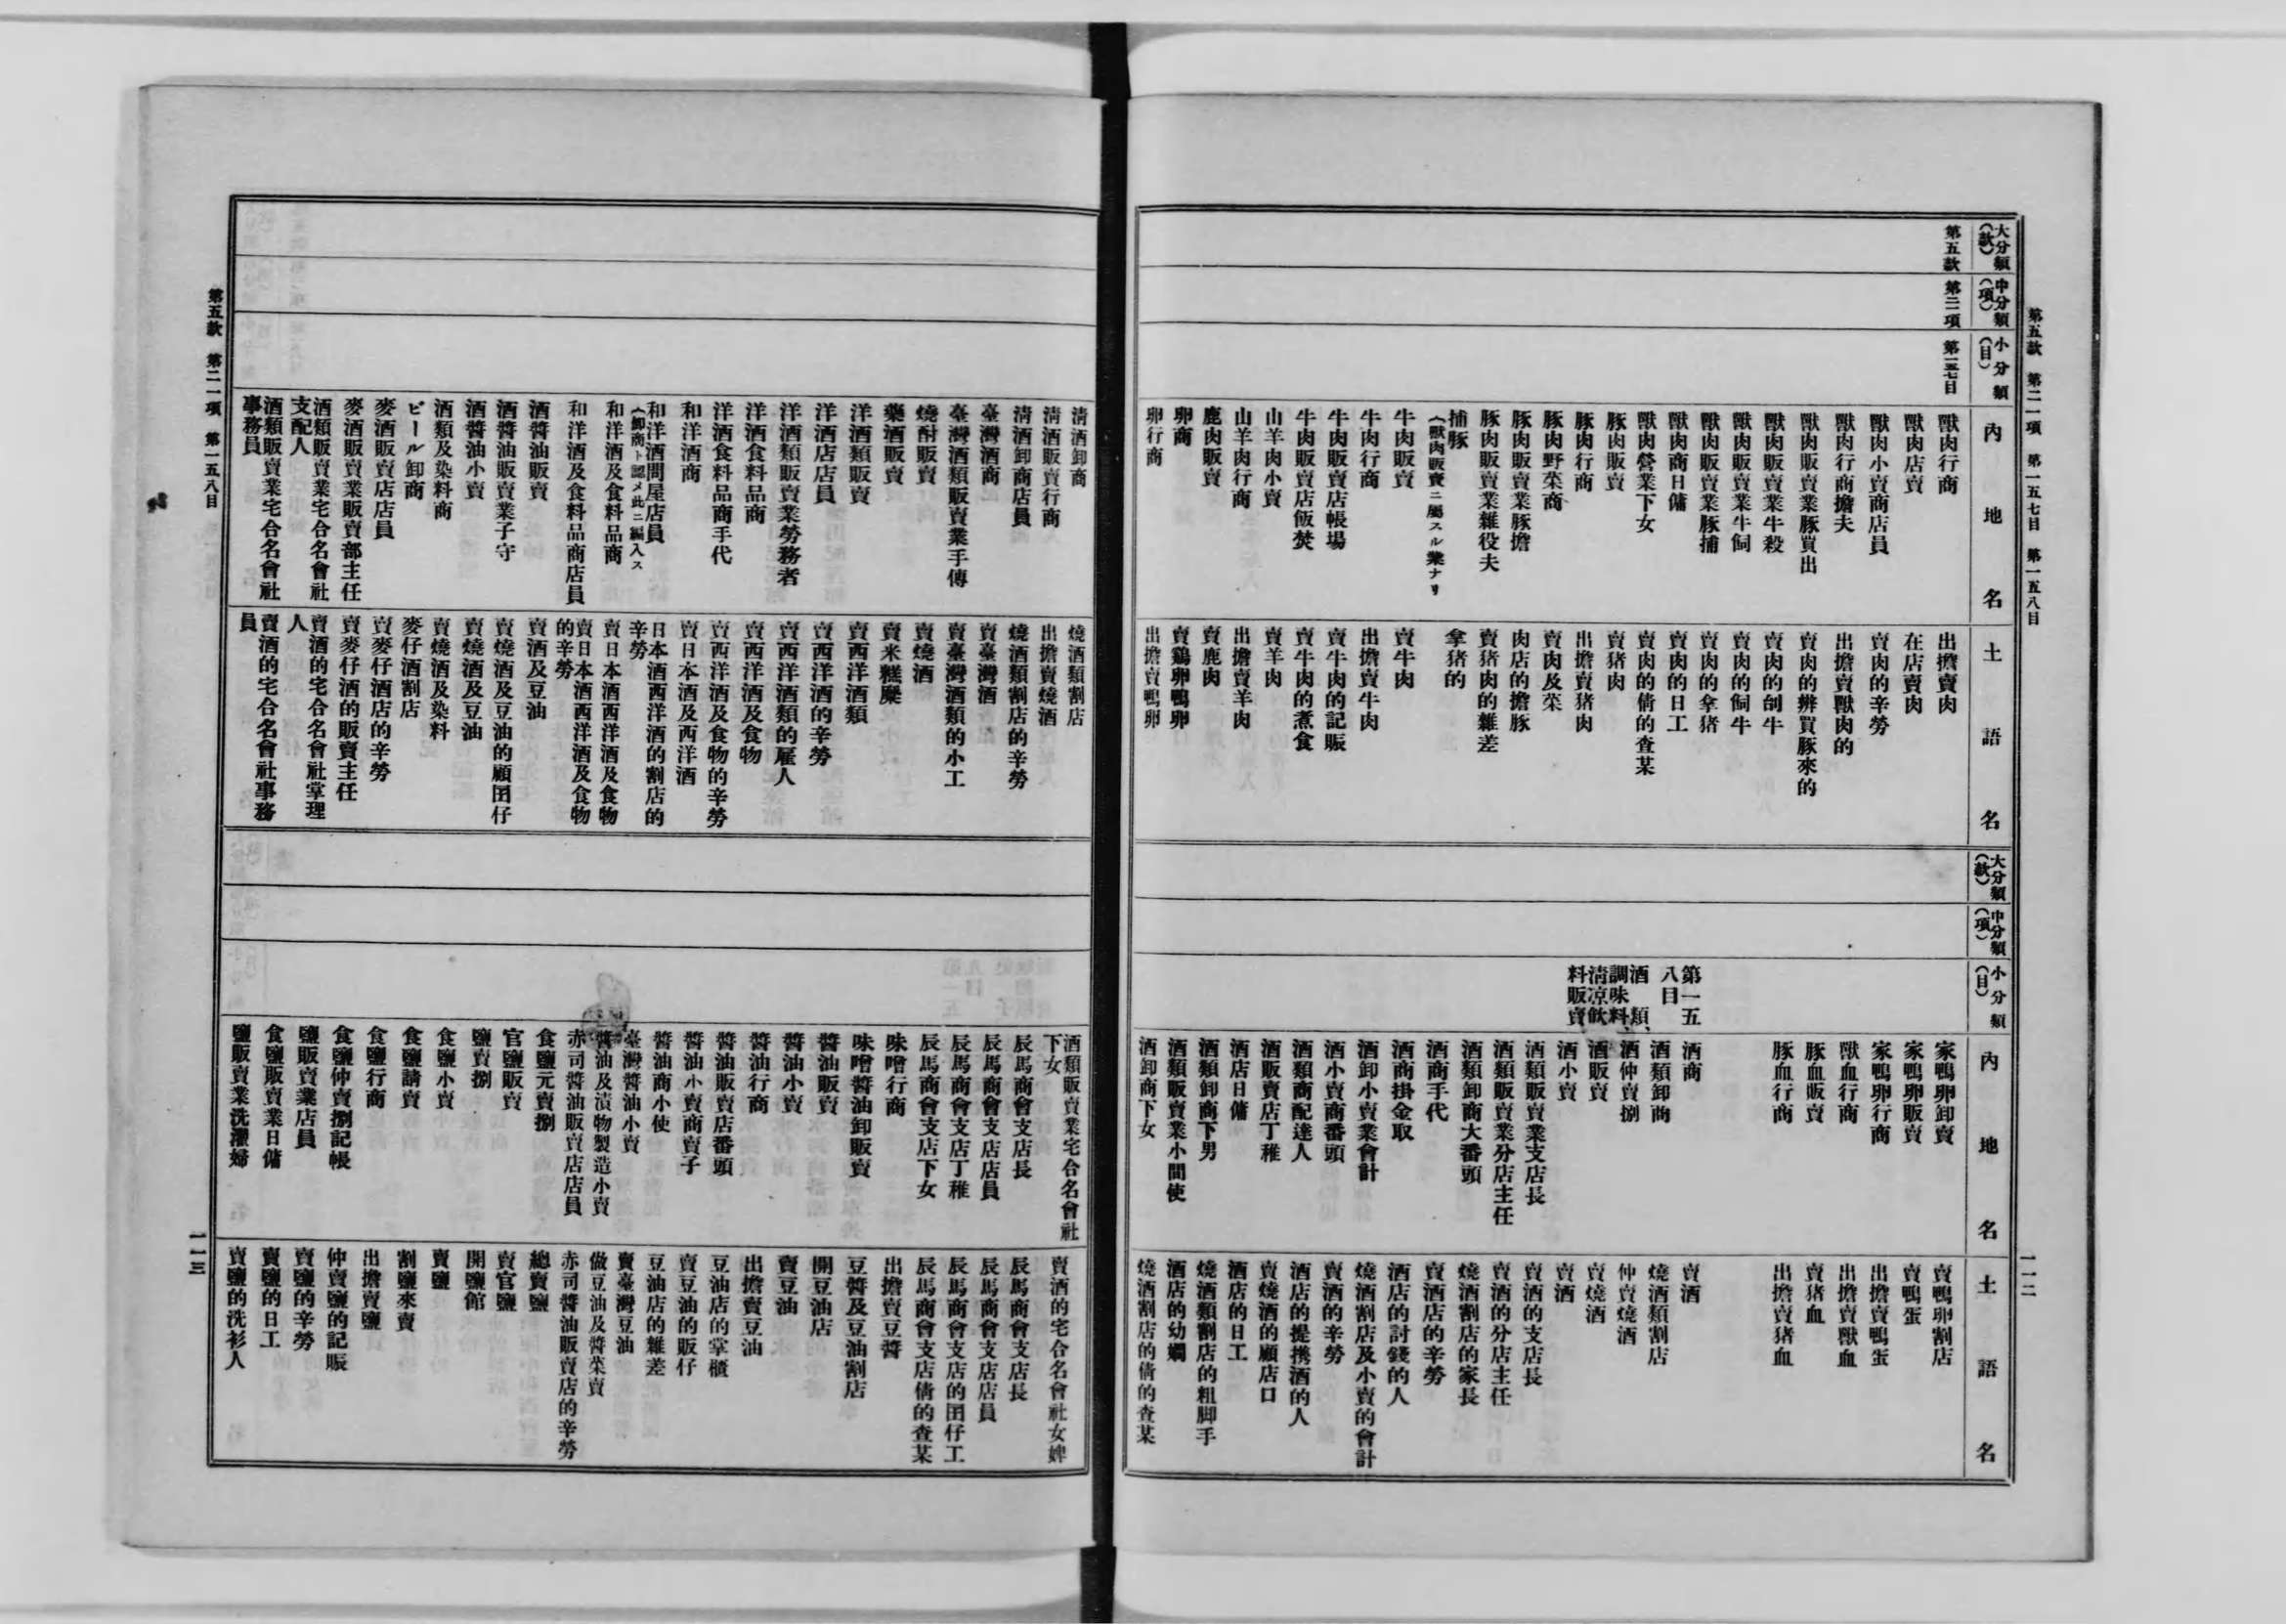 第五款 第二一項 第一五七目 第一五八目
一一二
大分類(款)
中分類(項)
小分類(目)
內地名
土語名
第五款
第二一項
第一五七目
獸肉行商
獸肉店賣
獸肉小賣商店員
獸肉行商擔夫
獸肉販賣業豚買出
獸肉販賣業牛殺
獸肉販賣業牛飼
獸肉販賣業豚捕
獸肉商日傭
獸肉營業下女
豚肉販賣
豚肉行商
豚肉野菜商
豚肉販賣業豚擔
豚肉販賣業雜役夫
捕豚
(獸肉販賣ニ屬スル業ナリ)
牛肉販賣
牛肉行商
牛肉販賣店帳場
牛肉販賣店飯焚
山羊肉小賣
山羊肉行商
鹿肉販賣
卵商
卵行商
出擔賣肉
在店賣肉
賣肉的辛勞
出擔賣獸肉的
賣肉的辨買豚來的
賣肉的刣牛
賣肉的飼牛
賣肉的拿猪
賣肉的日工
賣肉的倩的査某
賣猪肉
出擔賣猪肉
賣肉及菜
肉店的擔豚
賣猪肉的雜差
拿猪的
賣牛肉
出擔賣牛肉
賣牛肉的記賬
賣牛肉的煮食
賣羊肉
出擔賣羊肉
賣鹿肉
賣鷄卵鴨卵
出擔賣鴨卵
大分類(款)
中分類(項)
小分類(目)
內地名
土語名
第一五八目
酒類、調味料、淸凉飮料販賣
家鴨卵卸賣
家鴨卵販賣
家鴨卵行商
獸血行商
豚血販賣
豚血行商
酒商
酒類卸商
酒仲賣捌
酒販賣
酒小賣
酒類販賣業支店長
酒類販賣業分店主任
酒類卸商大番頭
酒商手代
酒商掛金取
酒卸小賣業會計
酒小賣商番頭
酒類商配達人
酒販賣店丁稚
酒店日傭
酒類卸商下男
酒類販賣業小間使
酒卸商下女
賣鴨卵割店
賣鴨蛋
出擔賣鴨蛋
出擔賣獸血
賣猪血
出擔賣猪血
賣酒
燒酒類割店
仲賣燒酒
賣燒酒
賣酒
賣酒的支店長
賣酒的分店主任
燒酒割店的家長
賣酒店的辛勞
酒店的討錢的人
燒酒割店及小賣的會計
賣酒的辛勞
酒店的提携酒的人
賣燒酒的顧店口
酒店的日工
燒酒類割店的粗脚手
酒店的幼嫺
燒酒割店的倩的査某
淸酒卸商
淸酒販賣行商
淸酒卸商店員
臺灣酒商
臺灣酒類販賣業手傳
燒酎販賣
藥酒販賣
洋酒類販賣
洋酒店店員
洋酒類販賣業勞務者
洋酒食料品商
洋酒食料品商手代
和洋酒商
和洋酒問屋店員
(卸商ト認メ此ニ編入ス)
和洋酒及食料品商
和洋酒及食料品商店員
酒醬油販賣
酒醬油販賣業子守
酒醬油小賣
酒類及染料商
ビール卸商
麥酒販賣店店員
麥酒販賣業販賣部主任
酒類販賣業宅合名會社支配人
酒類販賣業宅合名會社事務員
燒酒類割店
出擔賣燒酒
燒酒類割店的辛勞
賣臺灣酒
賣臺灣酒類的小工
賣燒酒
賣米糕糜
賣西洋酒類
賣西洋酒的辛勞
賣西洋酒類的雇人
賣西洋酒及食物
賣西洋酒及食物的辛勞
賣日本酒及西洋酒
日本酒西洋酒的割店的辛勞
賣日本酒西洋酒及食物
賣日本酒西洋酒及食物的辛勞
賣酒及豆油
賣燒酒及豆油的顧囝仔
賣燒酒及豆油
賣燒酒及染料
麥仔酒割店
賣麥仔酒店的辛勞
賣麥仔酒的販賣主任
賣酒的宅合名會社掌理人
賣酒的宅合名會社事務員
酒類販賣業宅合名會社下女
辰馬商會支店長
辰馬商會支店店員
辰馬商會支店丁稚
辰馬商會支店下女
味噌行商
味噌醬油卸販賣
醬油販賣
醬油小賣
醬油行商
醬油販賣店番頭
醬油小賣商賣子
醬油商小使
臺灣醬油小賣
醬油及漬物製造小賣
赤司醬油販賣店店員
食鹽元賣捌
官鹽販賣
鹽賣捌
食鹽小賣
食鹽請賣
食鹽行商
食鹽仲賣捌記帳
鹽販賣業店員
食鹽販賣業日傭
鹽販賣業洗濯婦
賣酒的宅合名會社女婢
辰馬商會支店長
辰馬商會支店店員
辰馬商會支店的囝仔工
辰馬商會支店倩的査某
出擔賣豆醬
豆醬及豆油割店
開豆油店
賣豆油
出擔賣豆油
豆油店的掌櫃
賣豆油的販仔
豆油店的雜差
賣臺灣豆油
做豆油及醬菜賣
赤司醬油販賣店的辛勞
總賣鹽
賣官鹽
開鹽館
賣鹽
割鹽來賣
出擔賣鹽
仲賣鹽的記賬
賣鹽的辛勞
賣鹽的日工
賣鹽的洗衫人
第五款 第二一項 第一五八目
一一三